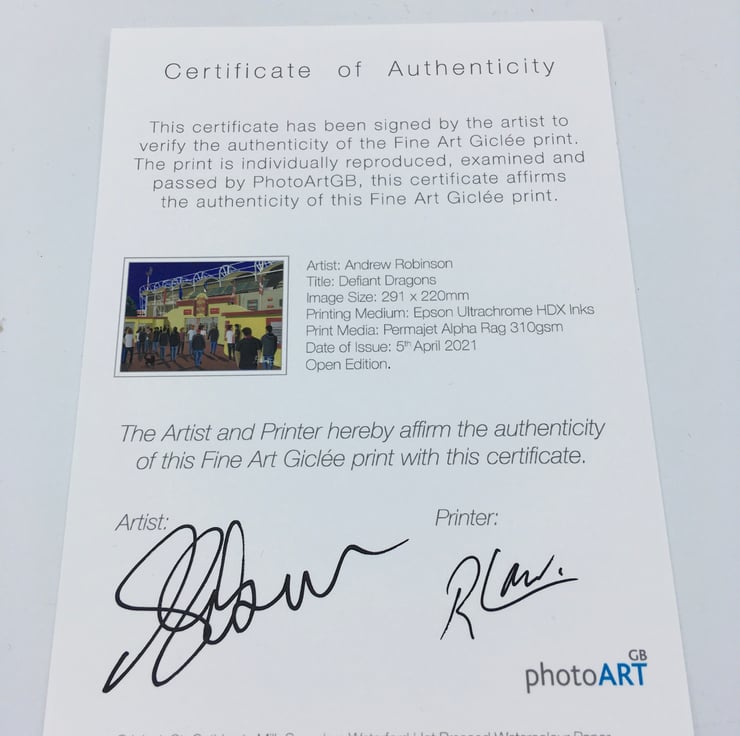 Certificate of Authenticity
This certificate has been signed by the artist to
verify the authenticity of the Fine Art Giclée print.
The print is individually reproduced, examined and
passed by PhotoArtGB, this certificate affirms
the authenticity of this Fine Art Giclée print.
Artist: Andrew Robinson
Title: Defiant Dragons
Image Size: 291 x 220mm
Printing Medium: Epson Ultrachrome HDX Inks
Print Media: Permajet Alpha Rag 310gsm
Date of Issue: 5th April 2021
Open Edition.
The Artist and Printer hereby affirm the authenticity
of this Fine Art Giclée print with this certificate.
Artist:
Printer:
R Law.
GB
photoART